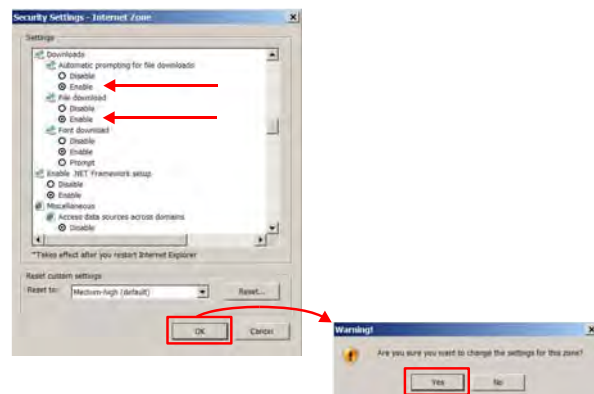 Security Settings - Internet Zone
Settings
Downloads
Automatic prompting for file downloads
Disable
Enable
File download
Disable
Enable
Font download
Disable
Enable
Prompt
Enable .NET Framework setup
Disable
Enable
Miscellaneous
Access data sources across domains
Disable
*Takes effect after you restart Internet Explorer
Reset custom settings
Reset to: Medium-high (default) Reset...
OK Cancel
Warning!
Are you sure you want to change the settings for this zone?
Yes No